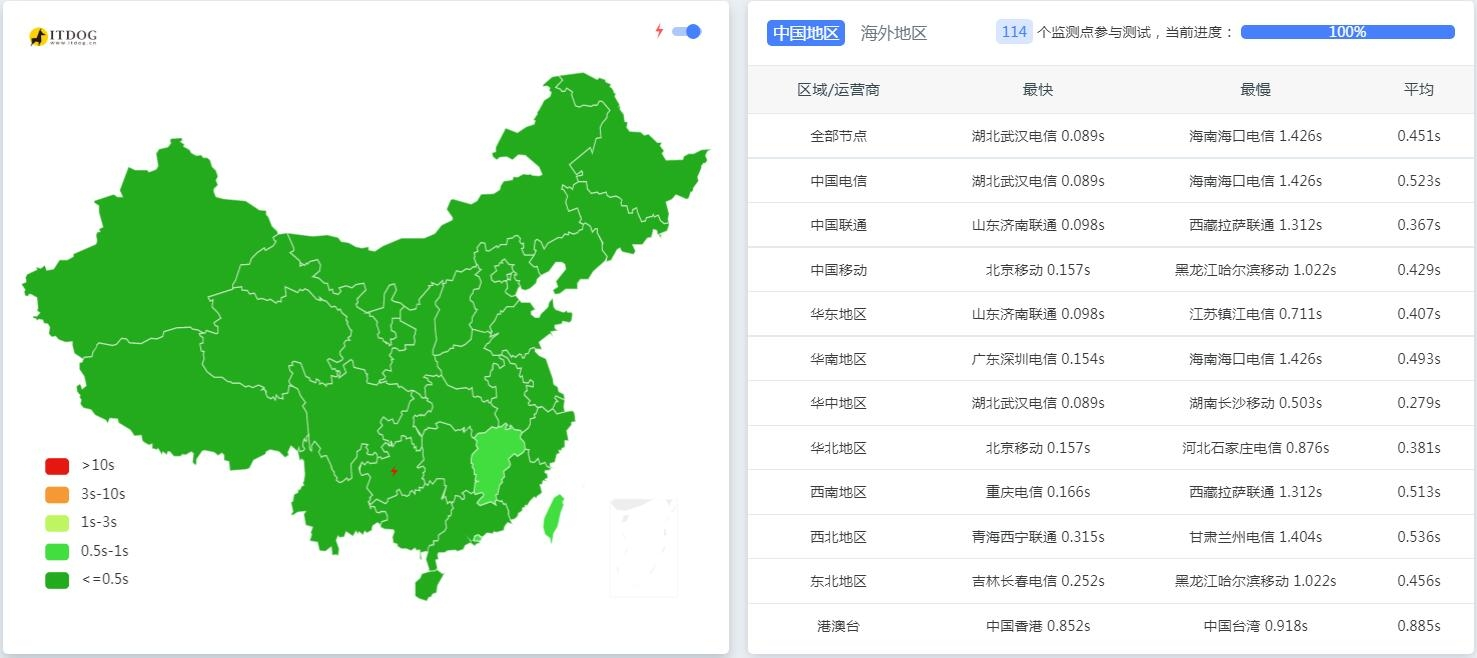 ITDOG
www.itdog.cn
>10s
3s-10s
1s-3s
0.5s-1s
<=0.5s
中国地区 海外地区 114 个监测点参与测试，当前进度： 100%
区域/运营商 最快 最慢 平均
全部节点 湖北武汉电信 0.089s 海南海口电信 1.426s 0.451s
中国电信 湖北武汉电信 0.089s 海南海口电信 1.426s 0.523s
中国联通 山东济南联通 0.098s 西藏拉萨联通 1.312s 0.367s
中国移动 北京移动 0.157s 黑龙江哈尔滨移动 1.022s 0.429s
华东地区 山东济南联通 0.098s 江苏镇江电信 0.711s 0.407s
华南地区 广东深圳电信 0.154s 海南海口电信 1.426s 0.493s
华中地区 湖北武汉电信 0.089s 湖南长沙移动 0.503s 0.279s
华北地区 北京移动 0.157s 河北石家庄电信 0.876s 0.381s
西南地区 重庆电信 0.166s 西藏拉萨联通 1.312s 0.513s
西北地区 青海西宁联通 0.315s 甘肃兰州电信 1.404s 0.536s
东北地区 吉林长春电信 0.252s 黑龙江哈尔滨移动 1.022s 0.456s
港澳台 中国香港 0.852s 中国台湾 0.918s 0.885s